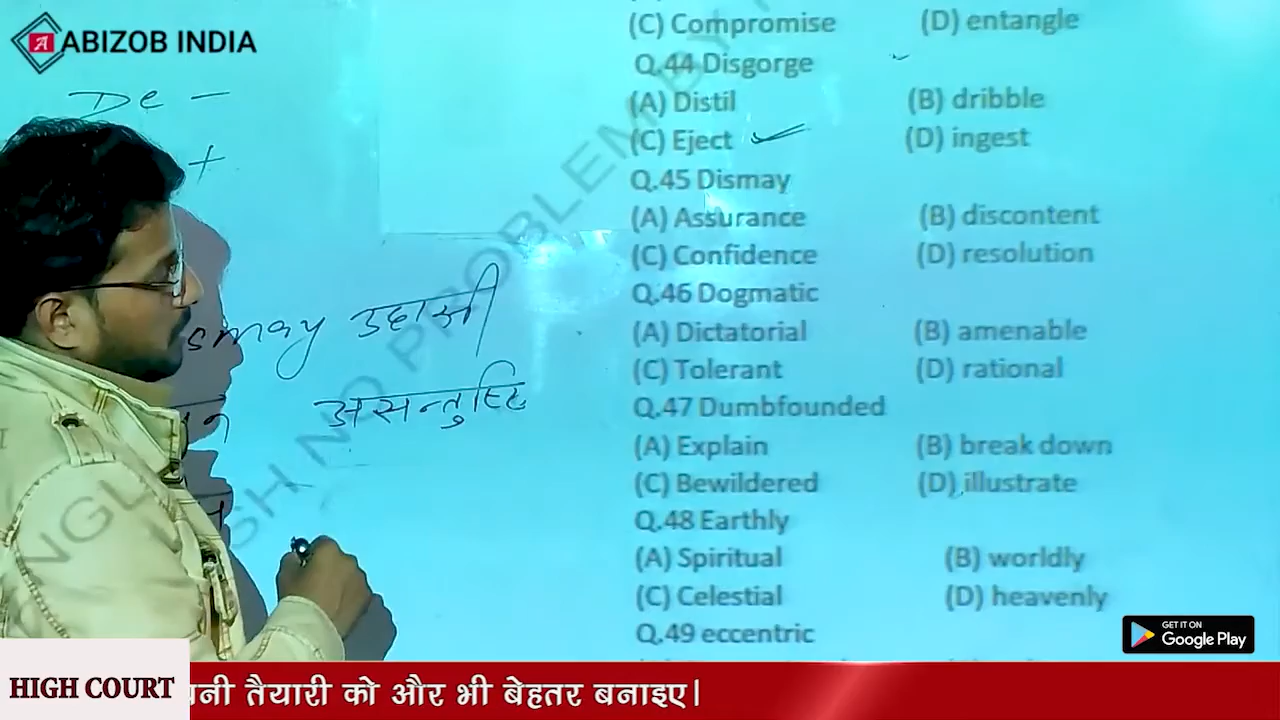 ABIZOB INDIA
De -
+
smay उदासी
असन्तुष्टि
(C) Compromise (D) entangle
Q.44 Disgorge
(A) Distil (B) dribble
(C) Eject (D) ingest
Q.45 Dismay
(A) Assurance (B) discontent
(C) Confidence (D) resolution
Q.46 Dogmatic
(A) Dictatorial (B) amenable
(C) Tolerant (D) rational
Q.47 Dumbfounded
(A) Explain (B) break down
(C) Bewildered (D) illustrate
Q.48 Earthly
(A) Spiritual (B) worldly
(C) Celestial (D) heavenly
Q.49 eccentric
GET IT ON
Google Play
HIGH COURT
पनी तैयारी को और भी बेहतर बनाइए।